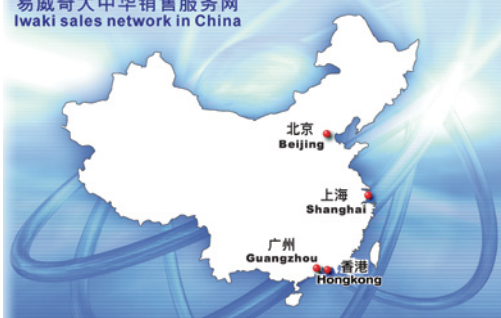 易威奇大中华销售服务网
Iwaki sales network in China
北京
Beijing
上海
Shanghai
广州
Guangzhou
香港
Hongkong